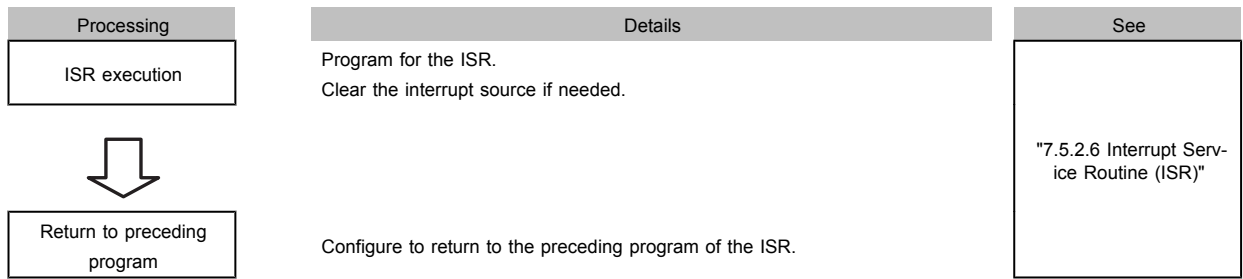 Processing
Details
See
ISR execution
Program for the ISR.
Clear the interrupt source if needed.
"7.5.2.6 Interrupt Serv-
ice Routine (ISR)"
Return to preceding
program
Configure to return to the preceding program of the ISR.